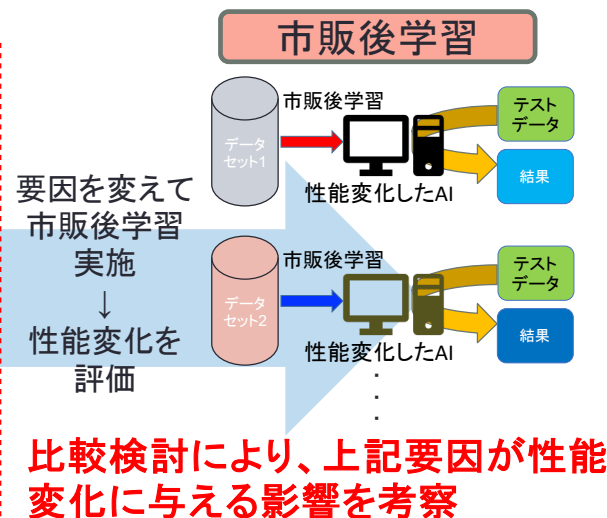 市販後学習
市販後学習
データ
セット1
テスト
データ
結果
性能変化したAI
要因を変えて
市販後学習
実施
↓
性能変化を
評価
市販後学習
データ
セット2
テスト
データ
結果
性能変化したAI
・
・
・
比較検討により、上記要因が性能
変化に与える影響を考察